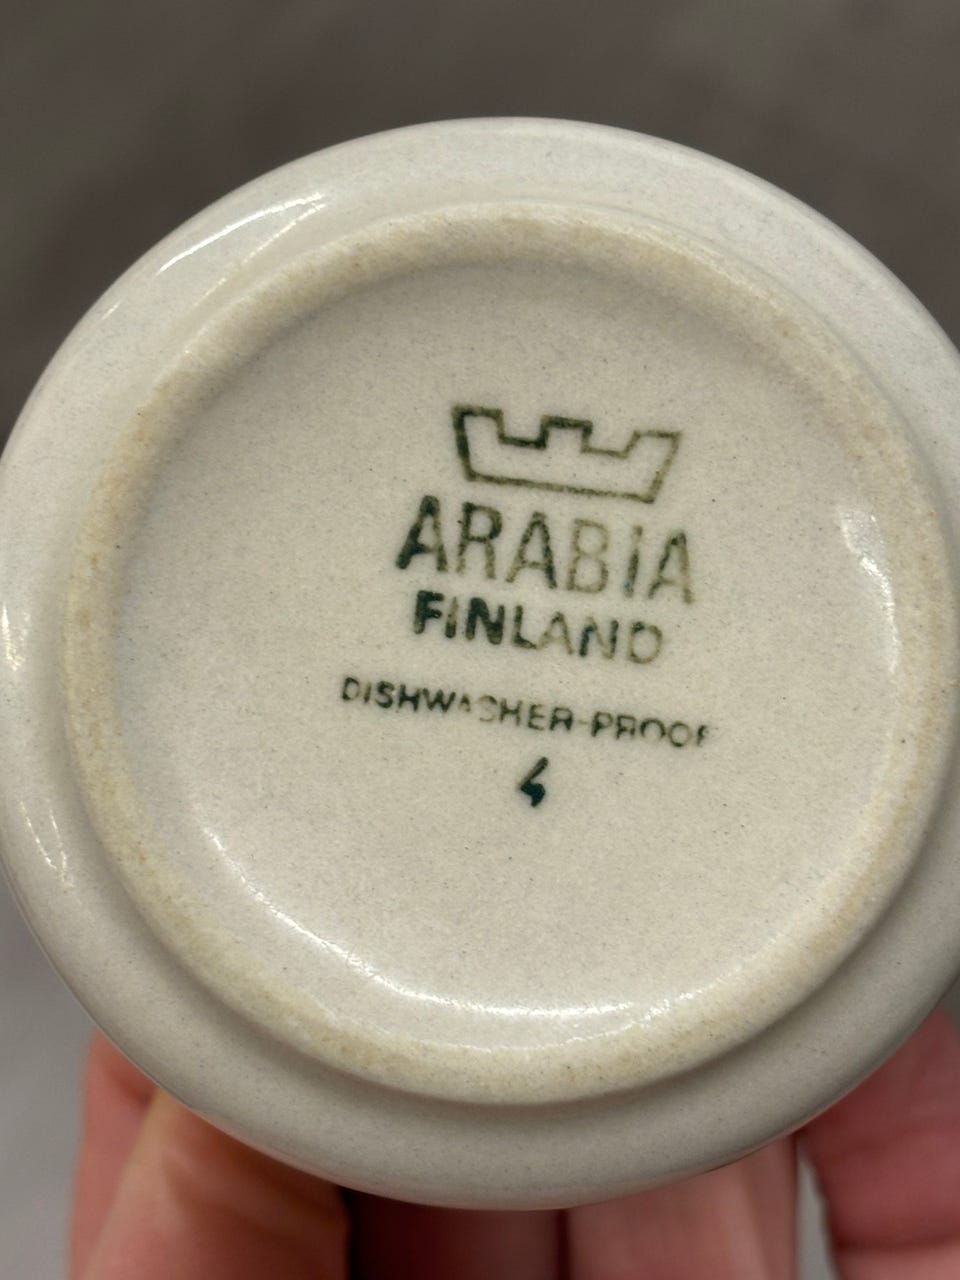 ARABIA
FINLAND
DISHWASHER-PROOF
4